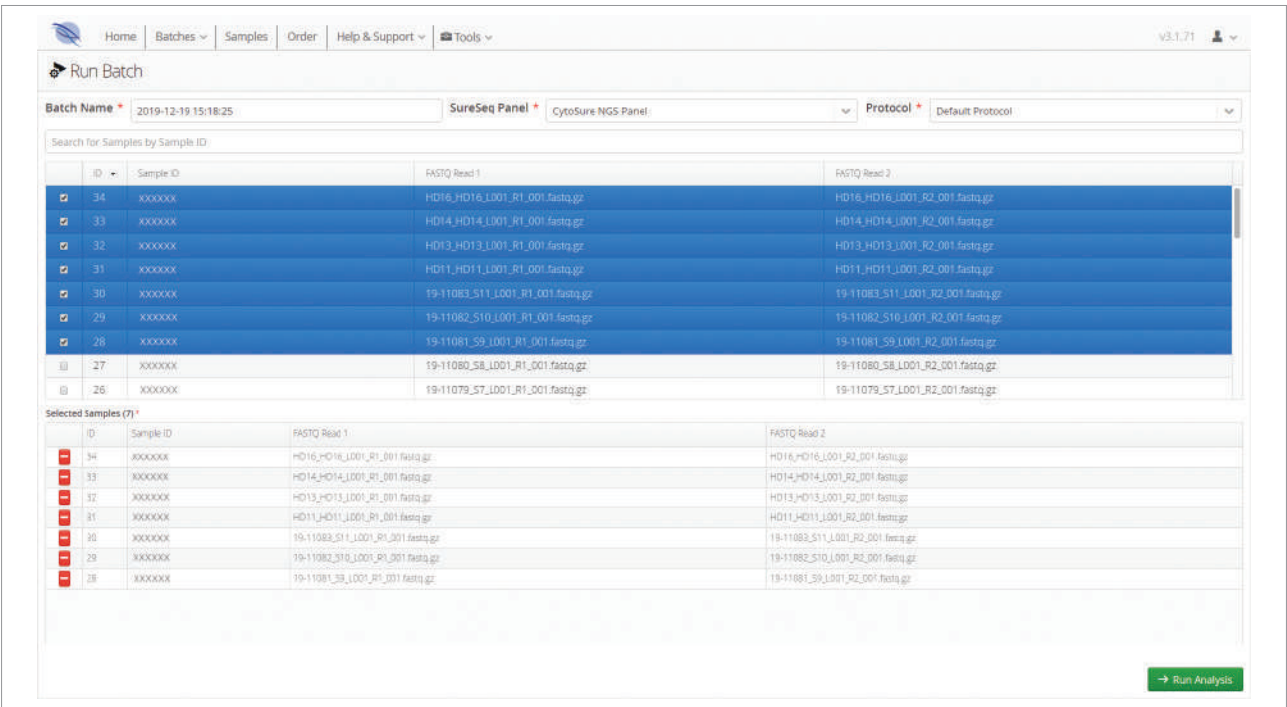 Home Batches Samples Order Help & Support Tools v3.1.71
Run Batch
Batch Name * 2019-12-19 15:18:25 SureSeq Panel * CytoSure NGS Panel Protocol * Default Protocol
Search for Samples by Sample ID
ID Sample ID FASTQ Read 1 FASTQ Read 2
34 XXXXXX HD16_HD16_L001_R1_001.fastq.gz HD16_HD16_L001_R2_001.fastq.gz
33 XXXXXX HD14_HD14_L001_R1_001.fastq.gz HD14_HD14_L001_R2_001.fastq.gz
32 XXXXXX HD13_HD13_L001_R1_001.fastq.gz HD13_HD13_L001_R2_001.fastq.gz
31 XXXXXX HD11_HD11_L001_R1_001.fastq.gz HD11_HD11_L001_R2_001.fastq.gz
30 XXXXXX 19-11083_S11_L001_R1_001.fastq.gz 19-11083_S11_L001_R2_001.fastq.gz
29 XXXXXX 19-11082_S10_L001_R1_001.fastq.gz 19-11082_S10_L001_R2_001.fastq.gz
28 XXXXXX 19-11081_S9_L001_R1_001.fastq.gz 19-11081_S9_L001_R2_001.fastq.gz
27 XXXXXX 19-11080_S8_L001_R1_001.fastq.gz 19-11080_S8_L001_R2_001.fastq.gz
26 XXXXXX 19-11079_S7_L001_R1_001.fastq.gz 19-11079_S7_L001_R2_001.fastq.gz
Selected Samples (7) *
ID Sample ID FASTQ Read 1 FASTQ Read 2
34 XXXXXX HD16_HD16_L001_R1_001.fastq.gz HD16_HD16_L001_R2_001.fastq.gz
33 XXXXXX HD14_HD14_L001_R1_001.fastq.gz HD14_HD14_L001_R2_001.fastq.gz
32 XXXXXX HD13_HD13_L001_R1_001.fastq.gz HD13_HD13_L001_R2_001.fastq.gz
31 XXXXXX HD11_HD11_L001_R1_001.fastq.gz HD11_HD11_L001_R2_001.fastq.gz
30 XXXXXX 19-11083_S11_L001_R1_001.fastq.gz 19-11083_S11_L001_R2_001.fastq.gz
29 XXXXXX 19-11082_S10_L001_R1_001.fastq.gz 19-11082_S10_L001_R2_001.fastq.gz
28 XXXXXX 19-11081_S9_L001_R1_001.fastq.gz 19-11081_S9_L001_R2_001.fastq.gz
→ Run Analysis